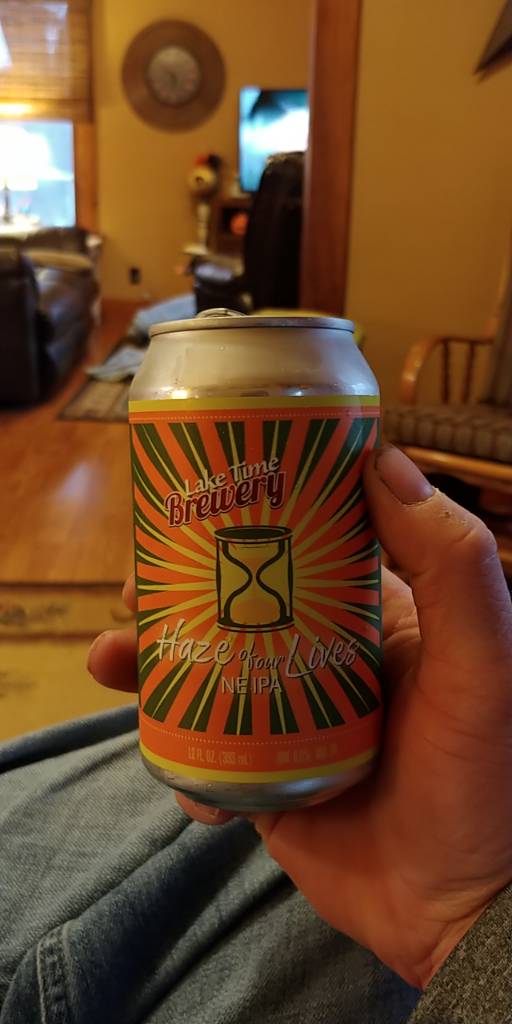 Lake Time
Brewery
Haze of our Lives
NE IPA
12 FL. OZ. (355 mL)